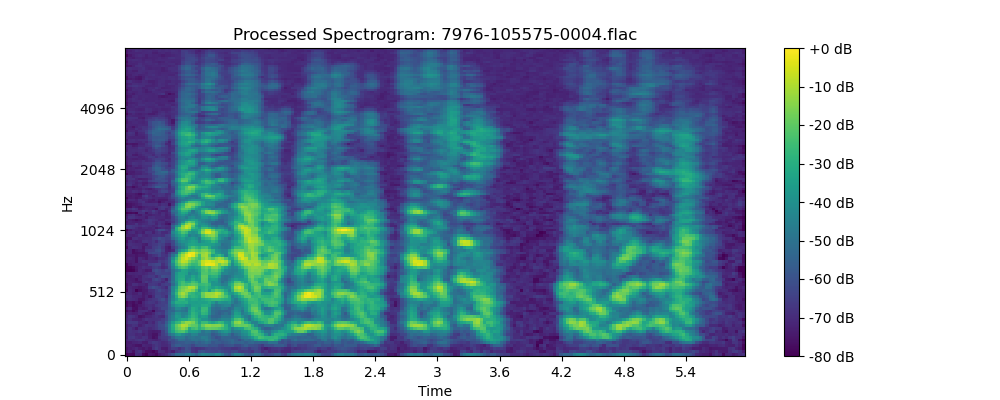 Processed Spectrogram: 7976-105575-0004.flac
+0 dB
-10 dB
-20 dB
-30 dB
-40 dB
-50 dB
-60 dB
-70 dB
-80 dB
Hz
4096
2048
1024
512
0
0 0.6 1.2 1.8 2.4 3 3.6 4.2 4.8 5.4
Time